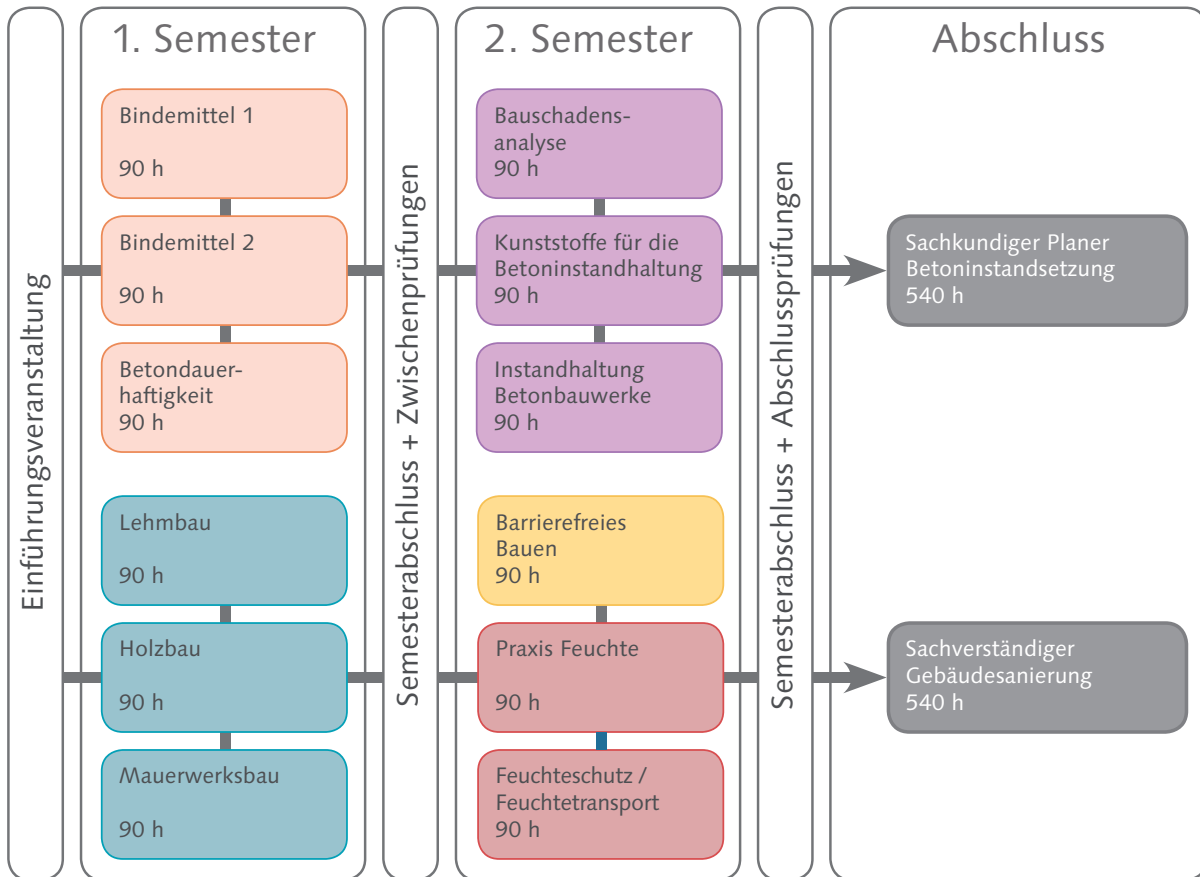 Einführungsveranstaltung
1. Semester
Bindemittel 1
90 h
Bindemittel 2
90 h
Betondauer-
haftigkeit
90 h
Lehmbau
90 h
Holzbau
90 h
Mauerwerksbau
90 h
Semesterabschluss + Zwischenprüfungen
2. Semester
Bauschadens-
analyse
90 h
Kunststoffe für die
Betoninstandhaltung
90 h
Instandhaltung
Betonbauwerke
90 h
Barrierefreies
Bauen
90 h
Praxis Feuchte
90 h
Feuchteschutz /
Feuchtetransport
90 h
Semesterabschluss + Abschlussprüfungen
Abschluss
Sachkundiger Planer
Betoninstandsetzung
540 h
Sachverständiger
Gebäudesanierung
540 h